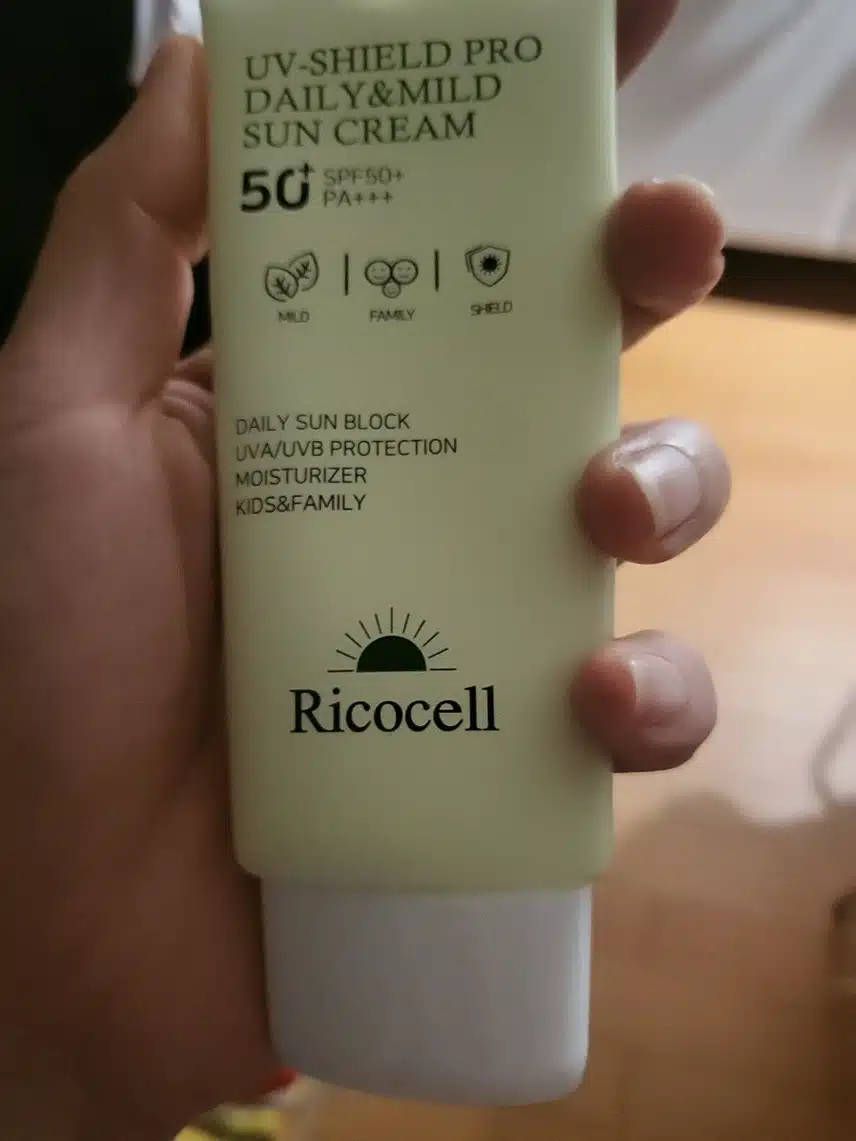 UV-SHIELD PRO
DAILY&MILD
SUN CREAM
50+ SPF50+
PA+++
MILD FAMILY SHIELD
DAILY SUN BLOCK
UVA/UVB PROTECTION
MOISTURIZER
KIDS&FAMILY
Ricocell